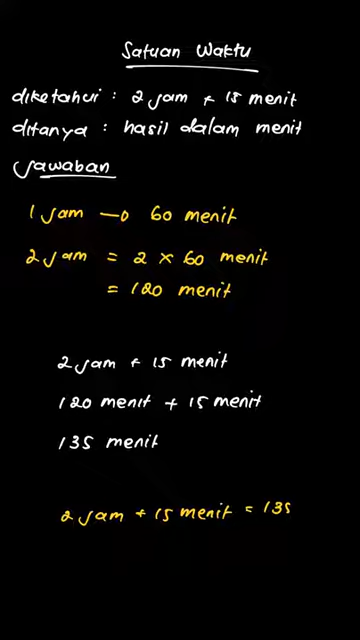 Satuan Waktu
diketahui : 2 jam + 15 menit
ditanya : hasil dalam menit
Jawaban
1 jam → 60 menit
2 jam = 2 × 60 menit
= 120 menit
2 jam + 15 menit
120 menit + 15 menit
135 menit
2 jam + 15 menit = 135